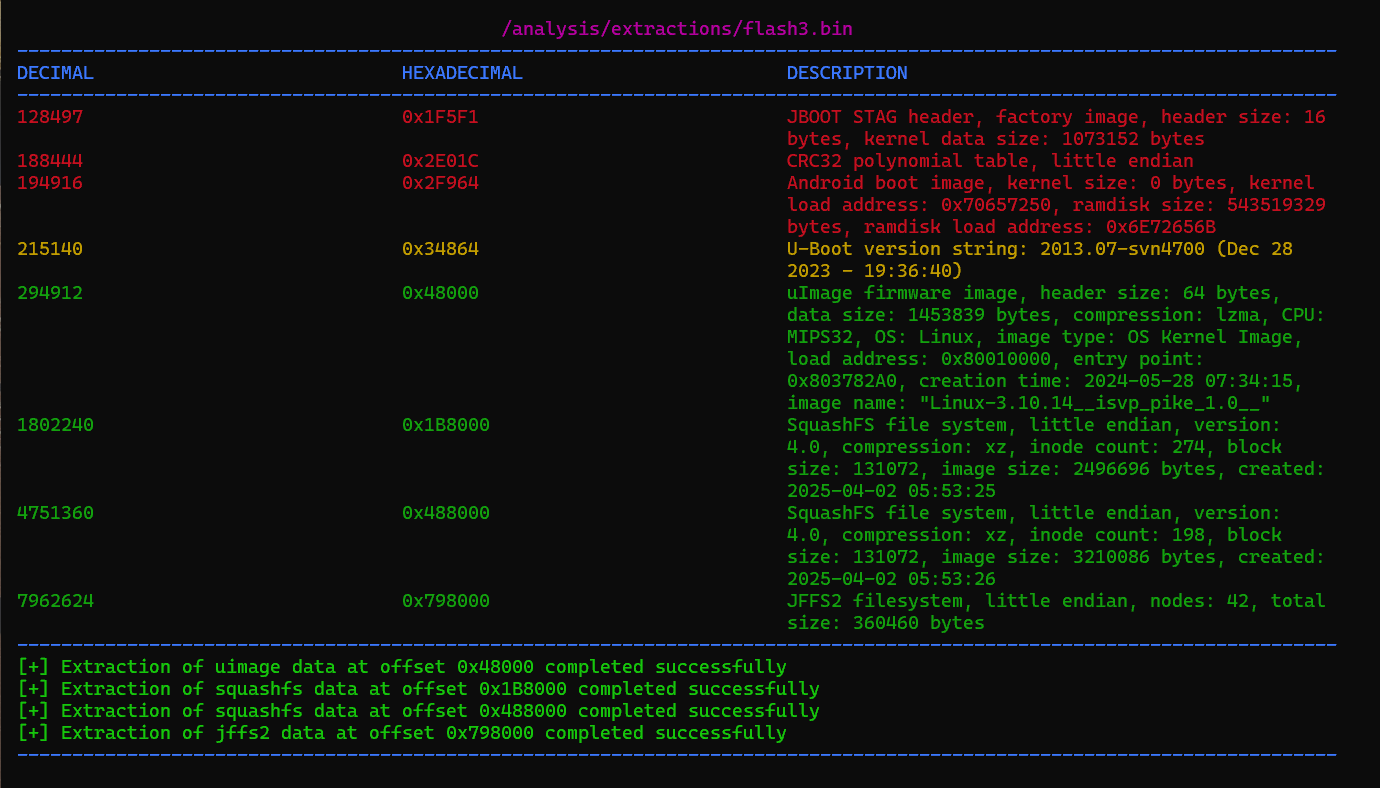 /analysis/extractions/flash3.bin
------------------------------------------------------------------------------------------------------------------------
DECIMAL HEXADECIMAL DESCRIPTION
------------------------------------------------------------------------------------------------------------------------
128497 0x1F5F1 JBOOT STAG header, factory image, header size: 16
bytes, kernel data size: 1073152 bytes
188444 0x2E01C CRC32 polynomial table, little endian
194916 0x2F964 Android boot image, kernel size: 0 bytes, kernel
load address: 0x70657250, ramdisk size: 543519329
bytes, ramdisk load address: 0x6E72656B
215140 0x34864 U-Boot version string: 2013.07-svn4700 (Dec 28
2023 - 19:36:40)
294912 0x48000 uImage firmware image, header size: 64 bytes,
data size: 1453839 bytes, compression: lzma, CPU:
MIPS32, OS: Linux, image type: OS Kernel Image,
load address: 0x80010000, entry point:
0x803782A0, creation time: 2024-05-28 07:34:15,
image name: "Linux-3.10.14__isvp_pike_1.0__"
1802240 0x1B8000 SquashFS file system, little endian, version:
4.0, compression: xz, inode count: 274, block
size: 131072, image size: 2496696 bytes, created:
2025-04-02 05:53:25
4751360 0x488000 SquashFS file system, little endian, version:
4.0, compression: xz, inode count: 198, block
size: 131072, image size: 3210086 bytes, created:
2025-04-02 05:53:26
7962624 0x798000 JFFS2 filesystem, little endian, nodes: 42, total
size: 360460 bytes
------------------------------------------------------------------------------------------------------------------------
[+] Extraction of uimage data at offset 0x48000 completed successfully
[+] Extraction of squashfs data at offset 0x1B8000 completed successfully
[+] Extraction of squashfs data at offset 0x488000 completed successfully
[+] Extraction of jffs2 data at offset 0x798000 completed successfully
------------------------------------------------------------------------------------------------------------------------